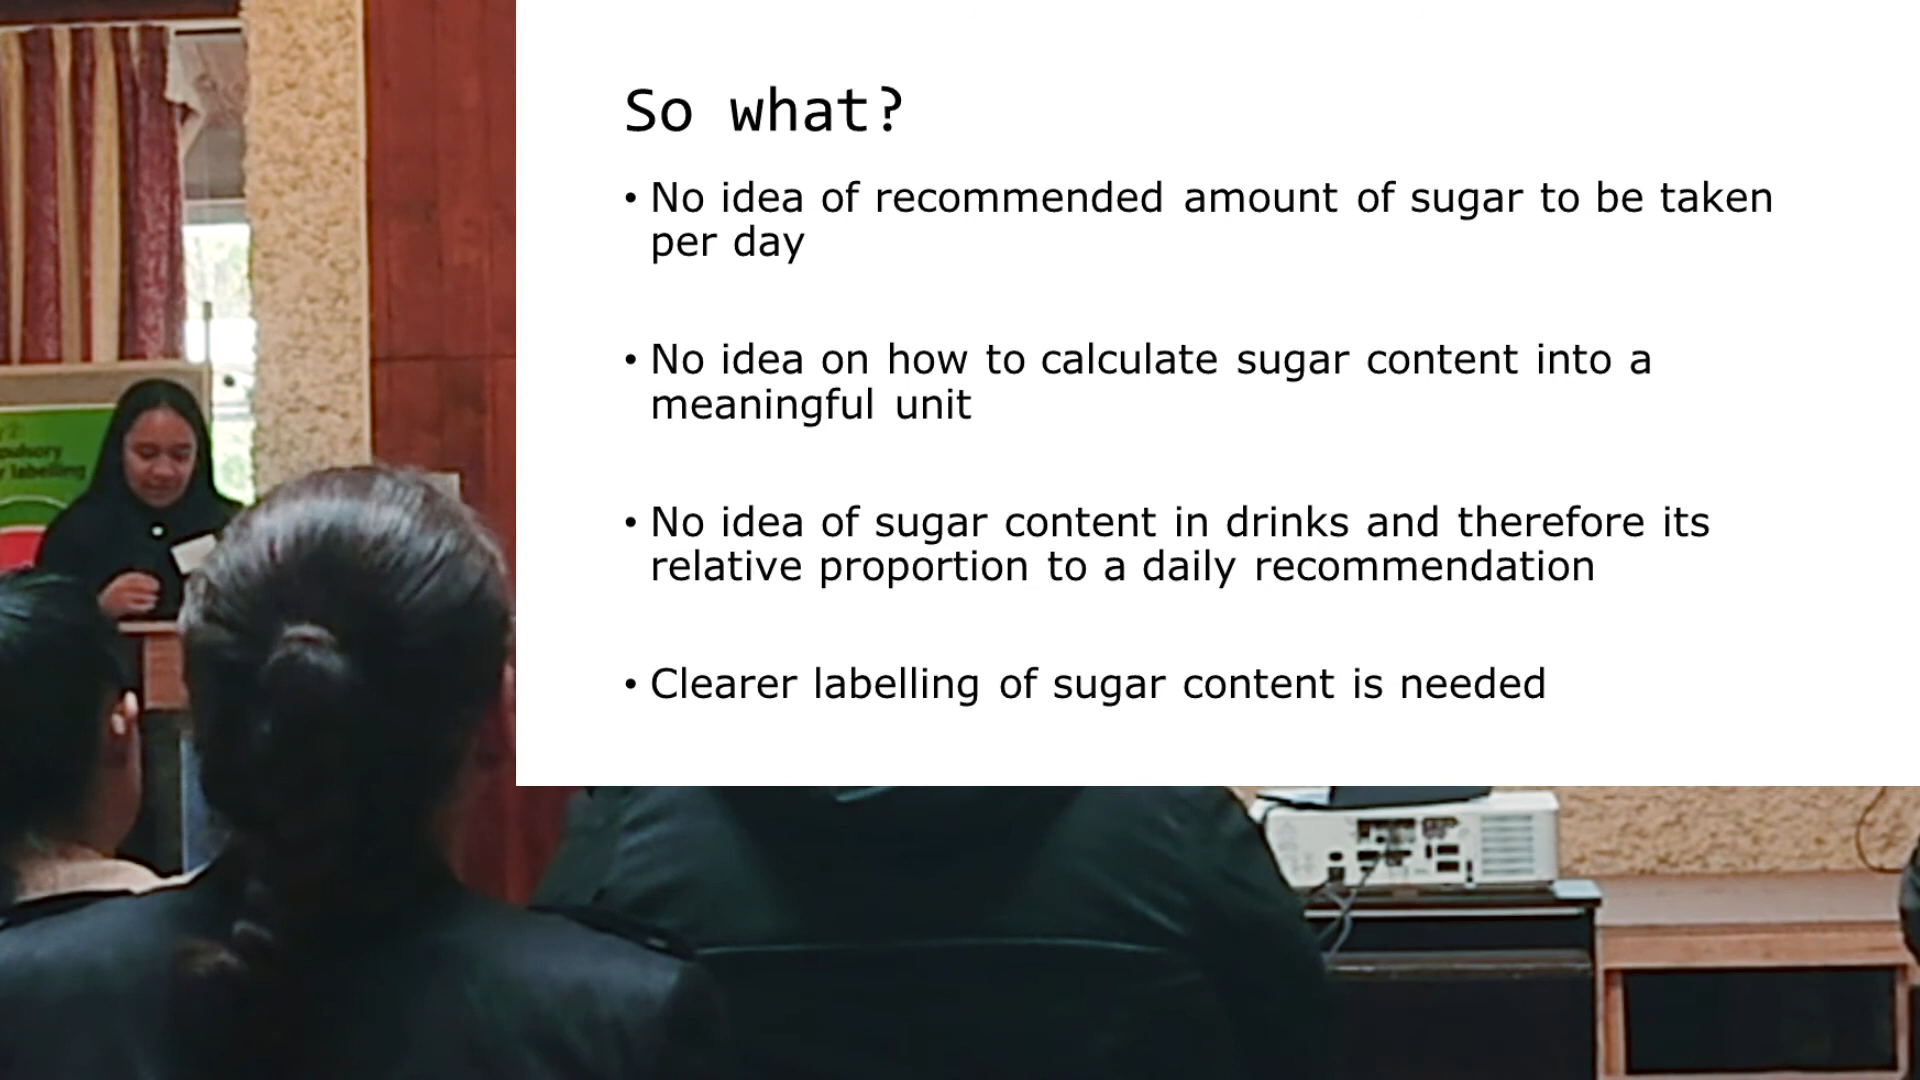 So what?
• No idea of recommended amount of sugar to be taken
per day
• No idea on how to calculate sugar content into a
meaningful unit
• No idea of sugar content in drinks and therefore its
relative proportion to a daily recommendation
• Clearer labelling of sugar content is needed
labelling